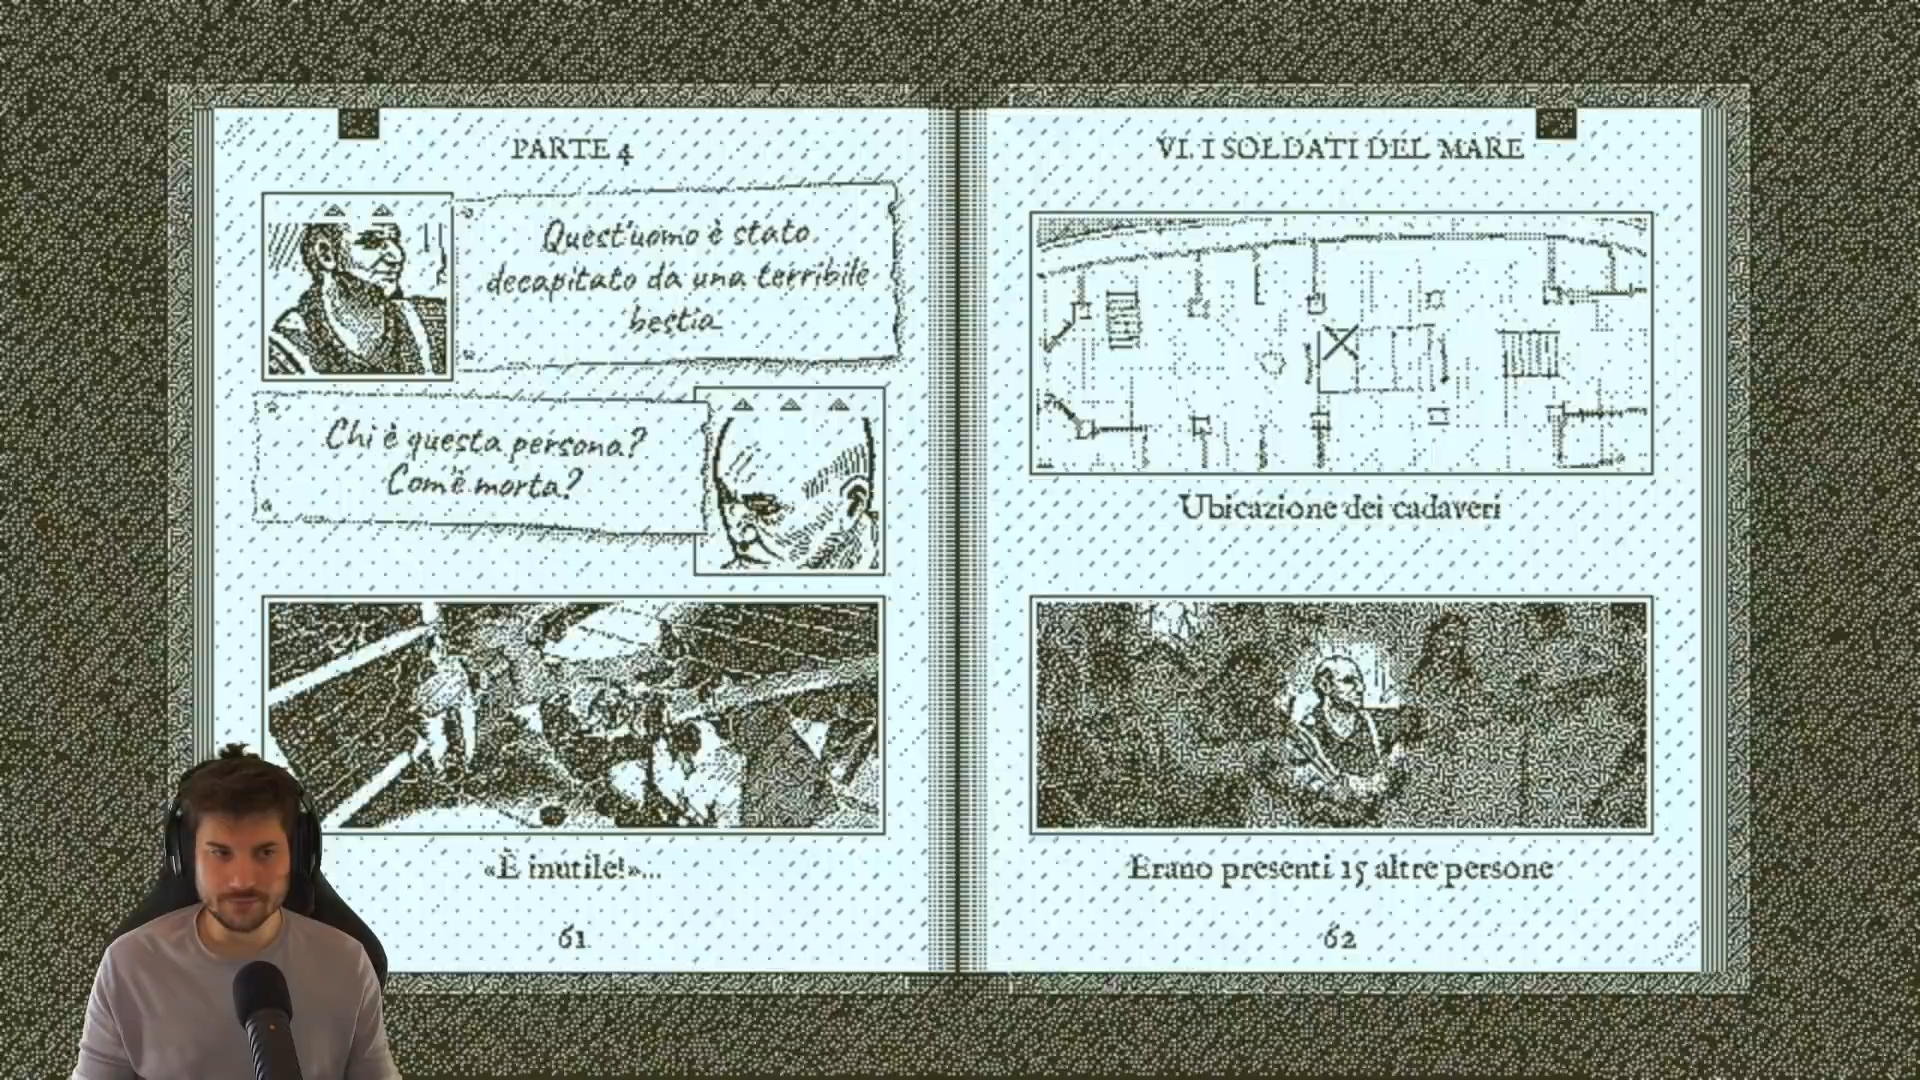 PARTE 4
Quest'uomo è stato
decapitato da una terribile
bestia.
Chi è questa persona?
Com'è morta?
«È inutile!»...
61
VI. I SOLDATI DEL MARE
Ubicazione dei cadaveri
Erano presenti 15 altre persone
62